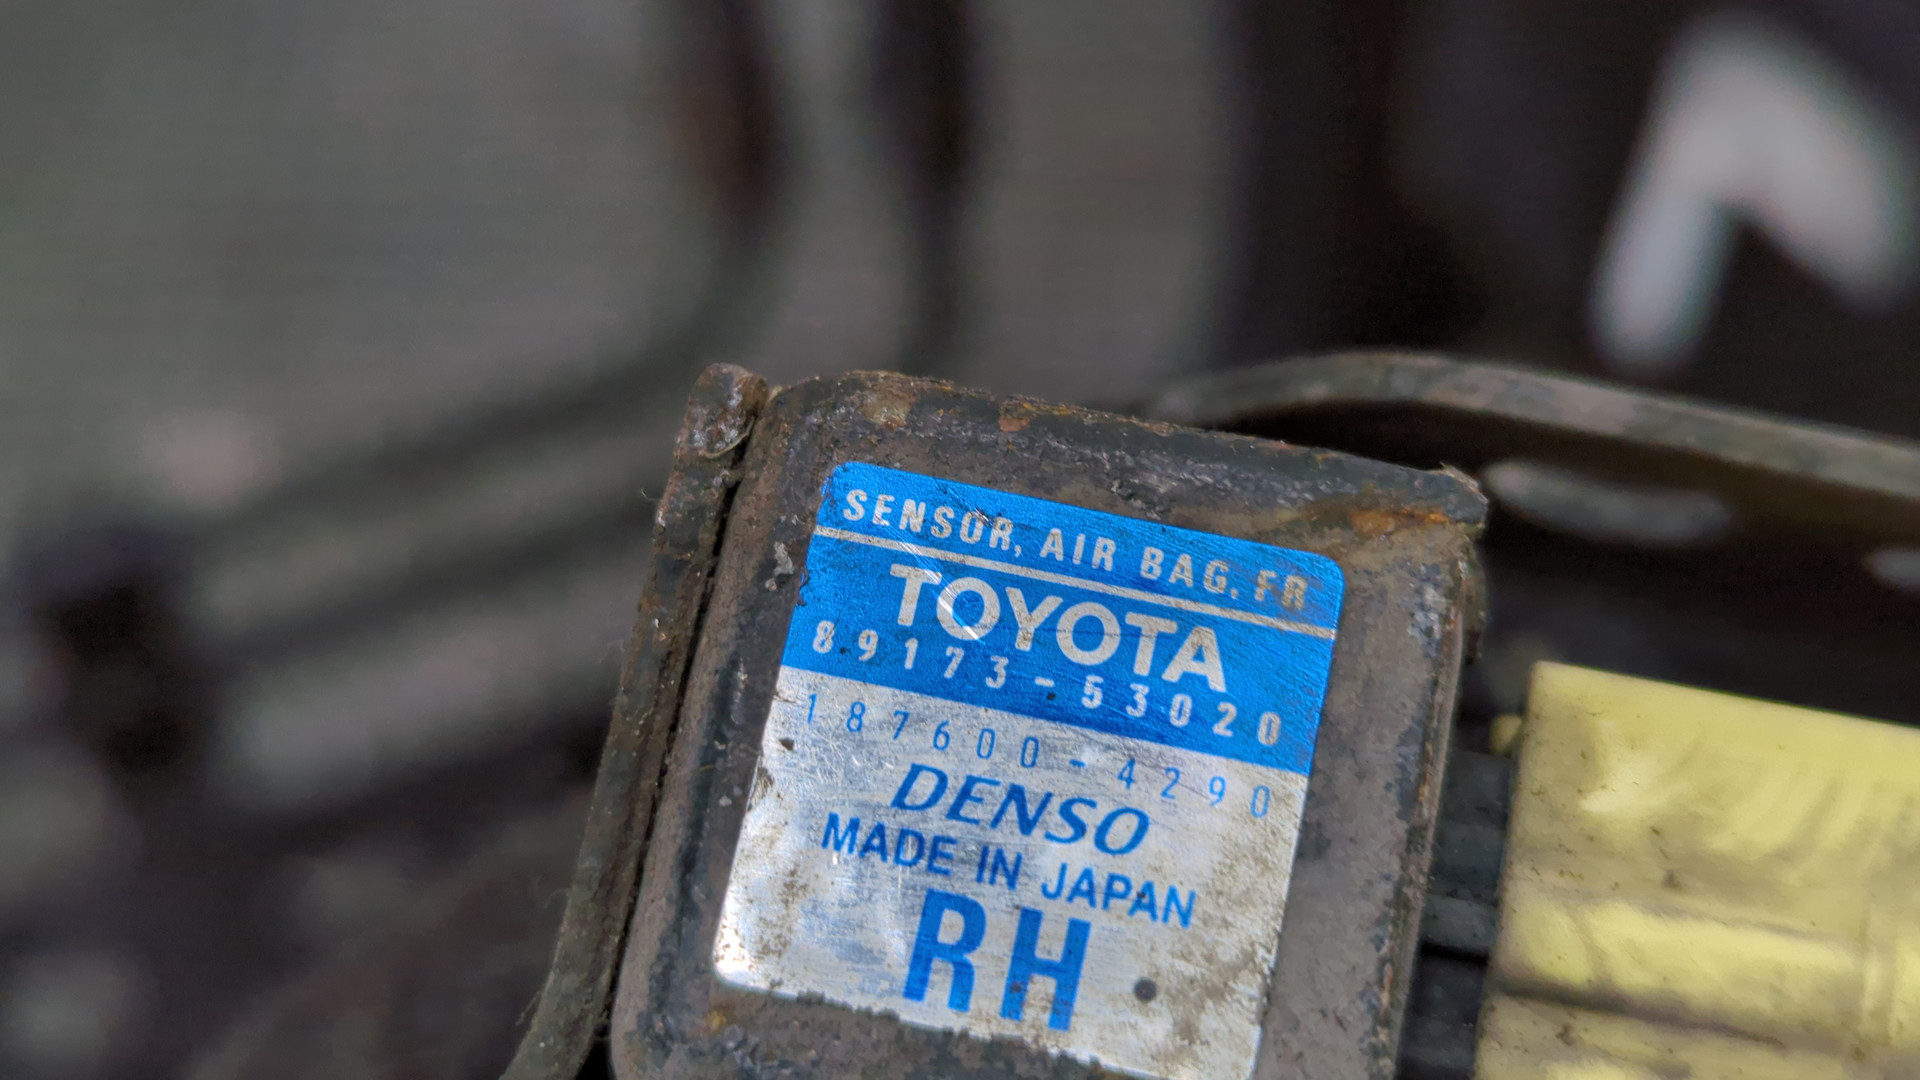 SENSOR, AIR BAG, FR
TOYOTA
89173-53020
187600-4290
DENSO
MADE IN JAPAN
RH